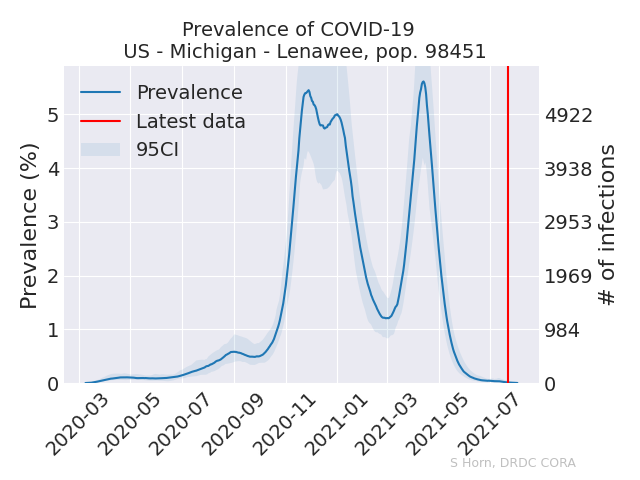 Prevalence of COVID-19
US - Michigan - Lenawee, pop. 98451
Prevalence
Latest data
95CI
Prevalence (%)
5
4
3
2
1
0
4922
3938
2953
1969
984
0
# of infections
2020-03
2020-05
2020-07
2020-09
2020-11
2021-01
2021-03
2021-05
2021-07
S Horn, DRDC CORA